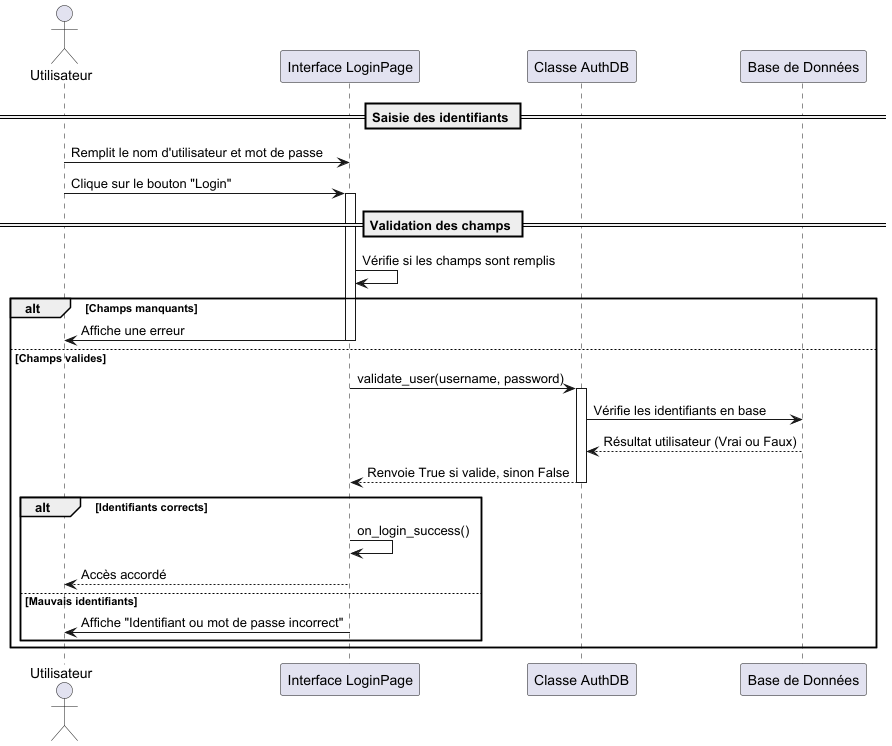 Utilisateur
Interface LoginPage
Classe AuthDB
Base de Données
Saisie des identifiants
Remplit le nom d'utilisateur et mot de passe
Clique sur le bouton "Login"
Validation des champs
Vérifie si les champs sont remplis
alt
[Champs manquants]
Affiche une erreur
[Champs valides]
validate_user(username, password)
Vérifie les identifiants en base
Résultat utilisateur (Vrai ou Faux)
Renvoie True si valide, sinon False
alt
[Identifiants corrects]
on_login_success()
Accès accordé
[Mauvais identifiants]
Affiche "Identifiant ou mot de passe incorrect"
Utilisateur
Interface LoginPage
Classe AuthDB
Base de Données